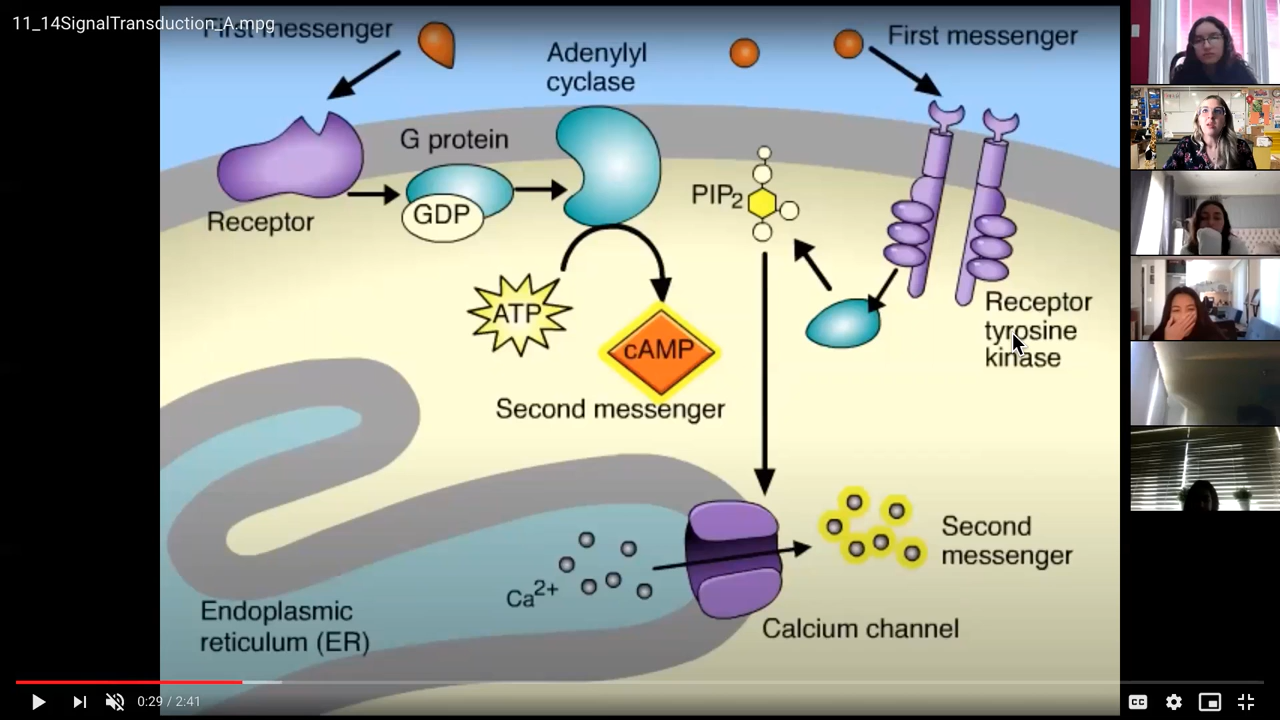 11_14SignalTransduction_A.mpg
First messenger
First messenger
Adenylyl
cyclase
G protein
GDP
Receptor
PIP2
ATP
cAMP
Second messenger
Receptor
tyrosine
kinase
Ca2+
Second
messenger
Endoplasmic
reticulum (ER)
Calcium channel
0:29 / 2:41
CC